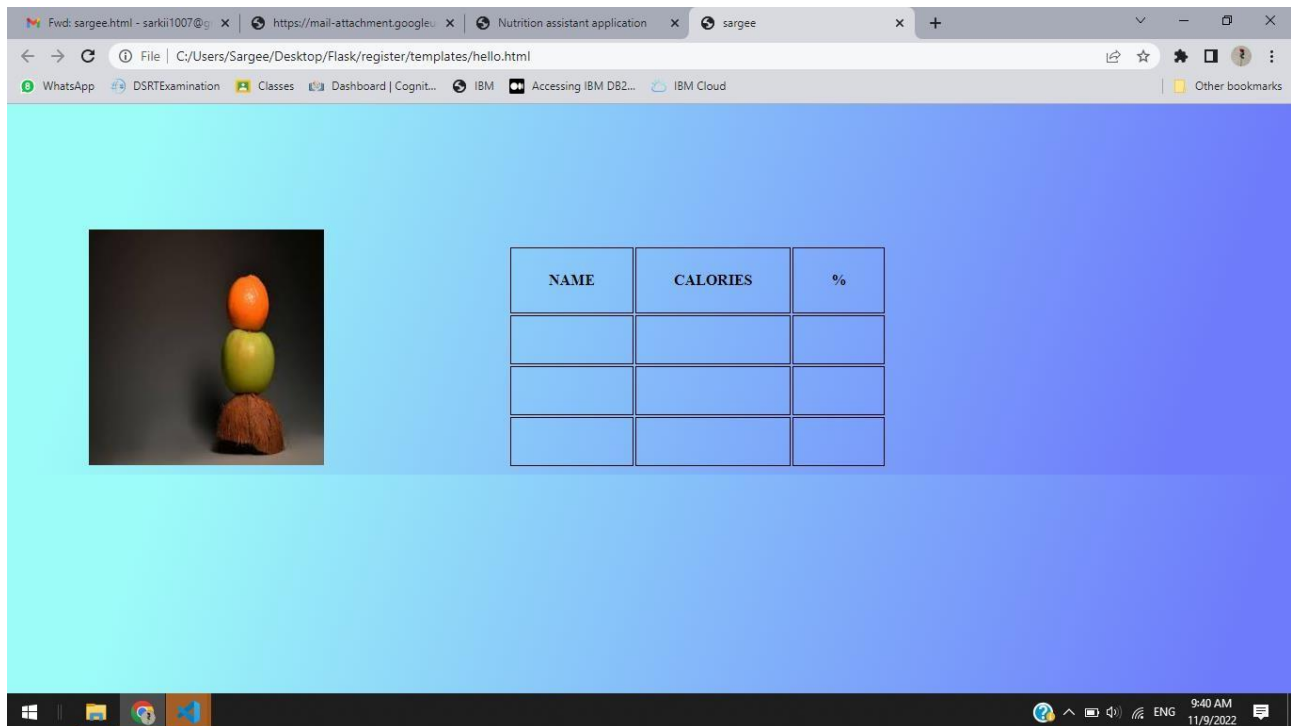 Fwd: sargee.html - sarkii1007@g
https://mail-attachment.googleu
Nutrition assistant application
sargee
File | C:/Users/Sargee/Desktop/Flask/register/templates/hello.html
WhatsApp DSRTExamination Classes Dashboard | Cognit... IBM Accessing IBM DB2... IBM Cloud Other bookmarks
NAME CALORIES %
ENG 9:40 AM
11/9/2022